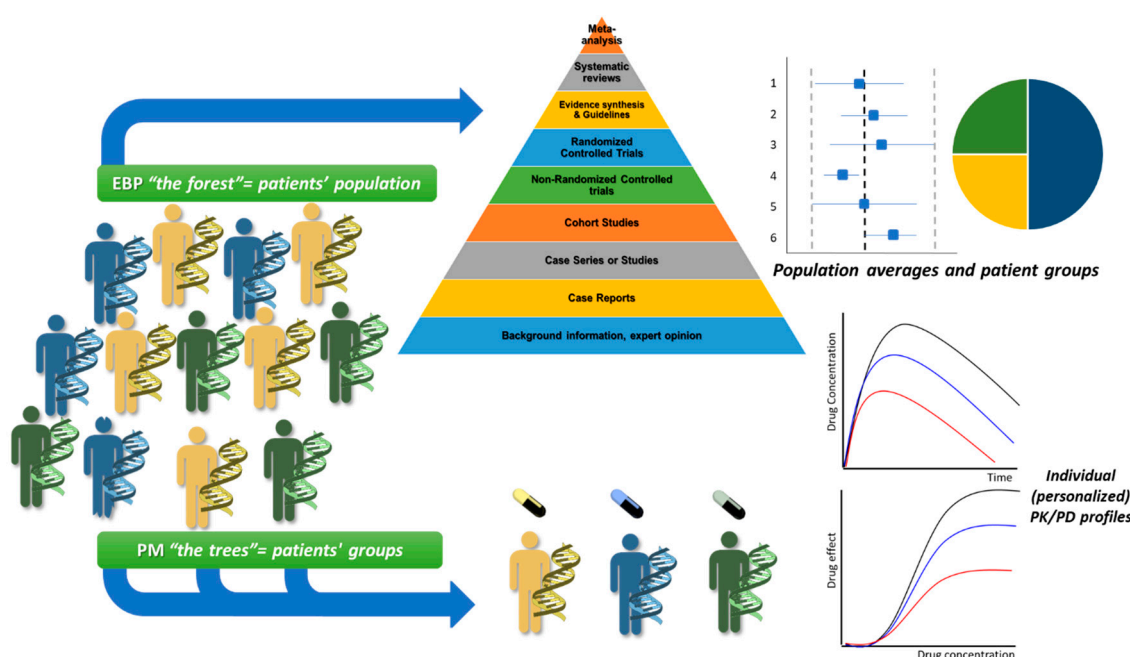 Meta-
analysis
Systematic
reviews
Evidence synthesis
& Guidelines
Randomized
Controlled Trials
Non-Randomized Controlled
trials
Cohort Studies
Case Series or Studies
Case Reports
Background information, expert opinion
EBP “the forest”= patients’ population
PM “the trees”= patients' groups
1
2
3
4
5
6
Population averages and patient groups
Drug Concentration
Time
Individual
(personalized)
PK/PD profiles
Drug effect
Drug concentration